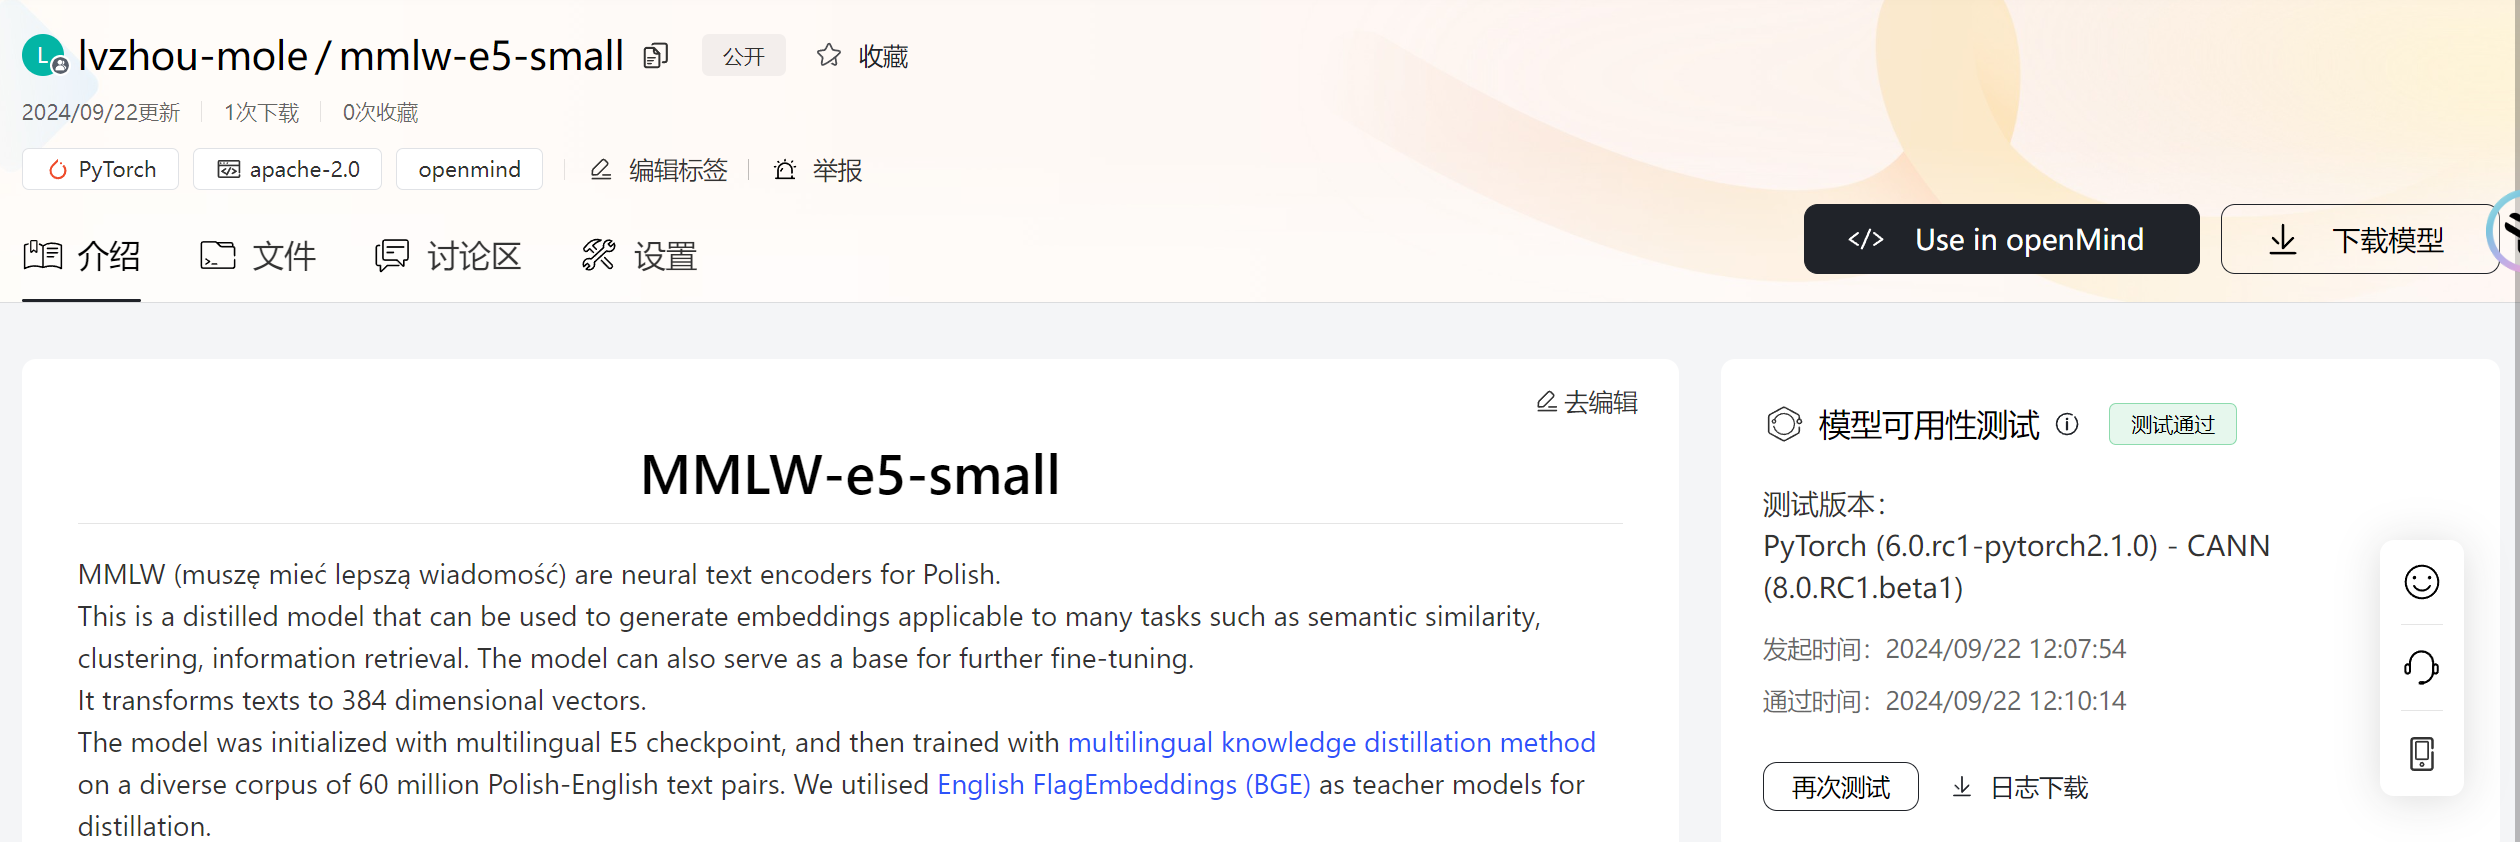 L lvzhou-mole / mmlw-e5-small 公开 收藏
2024/09/22更新 1次下载 0次收藏
PyTorch apache-2.0 openmind 编辑标签 举报
介绍 文件 讨论区 设置 Use in openMind 下载模型
去编辑
MMLW-e5-small
MMLW (muszę mieć lepszą wiadomość) are neural text encoders for Polish.
This is a distilled model that can be used to generate embeddings applicable to many tasks such as semantic similarity,
clustering, information retrieval. The model can also serve as a base for further fine-tuning.
It transforms texts to 384 dimensional vectors.
The model was initialized with multilingual E5 checkpoint, and then trained with multilingual knowledge distillation method
on a diverse corpus of 60 million Polish-English text pairs. We utilised English FlagEmbeddings (BGE) as teacher models for
distillation.
模型可用性测试 测试通过
测试版本：
PyTorch (6.0.rc1-pytorch2.1.0) - CANN
(8.0.RC1.beta1)
发起时间：2024/09/22 12:07:54
通过时间：2024/09/22 12:10:14
再次测试 日志下载